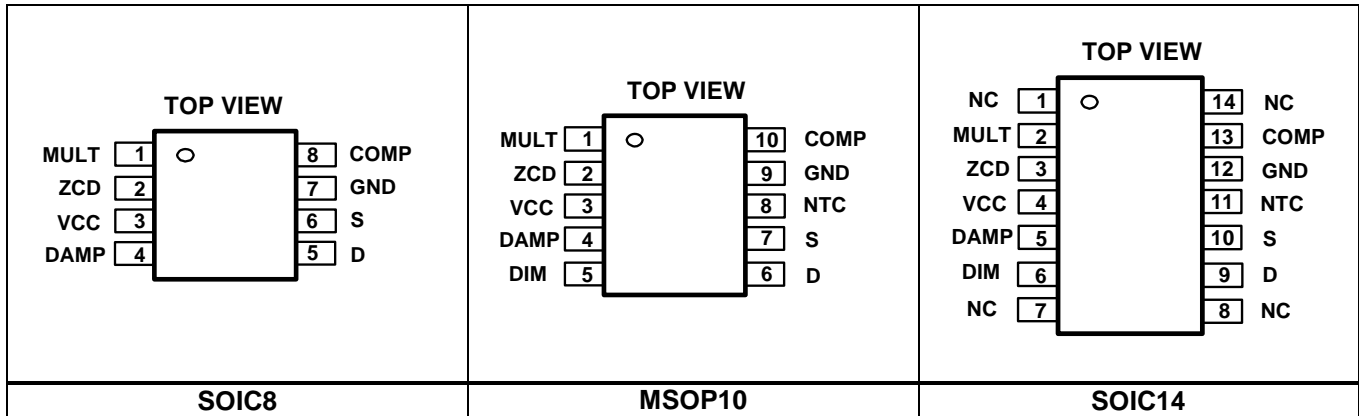 TOP VIEW
MULT 1 8 COMP
ZCD 2 7 GND
VCC 3 6 S
DAMP 4 5 D
SOIC8
TOP VIEW
MULT 1 10 COMP
ZCD 2 9 GND
VCC 3 8 NTC
DAMP 4 7 S
DIM 5 6 D
MSOP10
TOP VIEW
NC 1 14 NC
MULT 2 13 COMP
ZCD 3 12 GND
VCC 4 11 NTC
DAMP 5 10 S
DIM 6 9 D
NC 7 8 NC
SOIC14